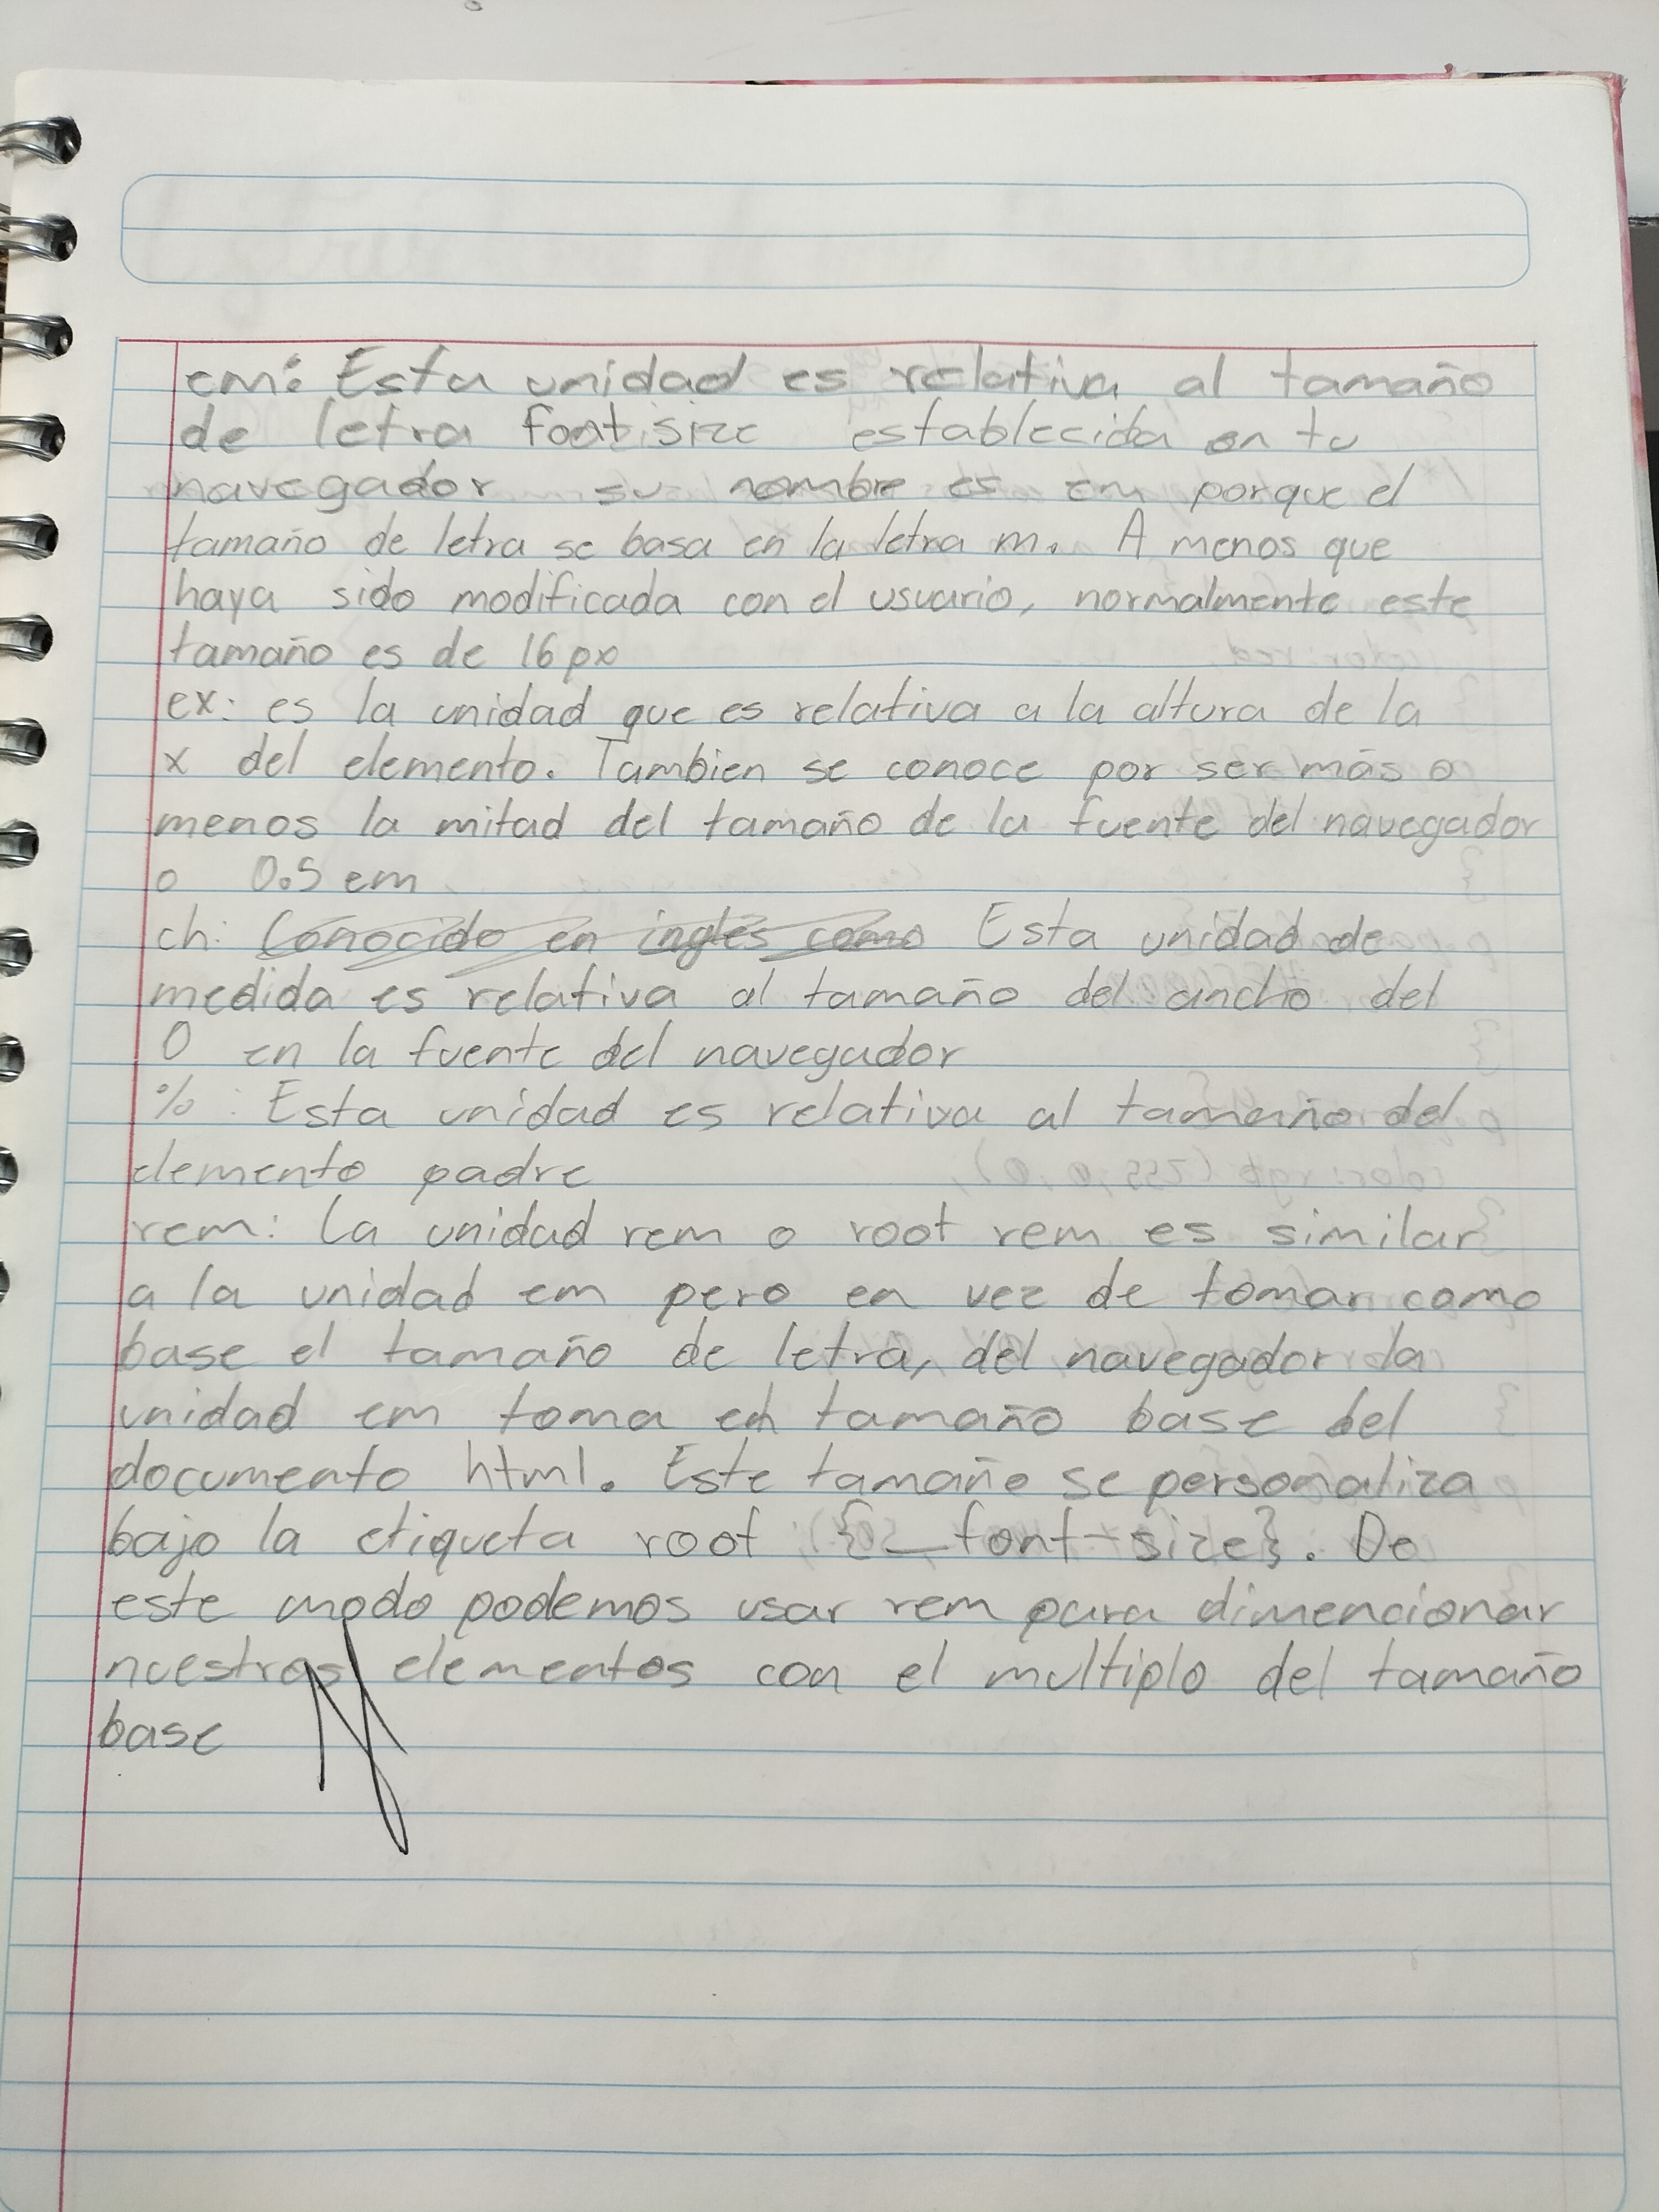 em: Esta unidad es relativa al tamaño
de letra font size establecida en tu
navegador su nombre es em porque el
tamaño de letra se basa en la letra m. A menos que
haya sido modificada con el usuario, normalmente este
tamaño es de 16 px
ex: es la unidad que es relativa a la altura de la
x del elemento. Tambien se conoce por ser más o
menos la mitad del tamaño de la fuente del navegador
o 0.5 em
ch: Conocido en ingles como Esta unidad de
medida es relativa al tamaño del ancho del
0 en la fuente del navegador
% : Esta unidad es relativa al tamaño del
elemento padre
rem: La unidad rem o root rem es similar
a la unidad em pero en vez de tomar como
base el tamaño de letra, del navegador la
unidad em toma el tamaño base del
documento html. Este tamaño se personaliza
bajo la etiqueta root {_font-size}. De
este modo podemos usar rem para dimencionar
nuestros elementos con el multiplo del tamaño
base